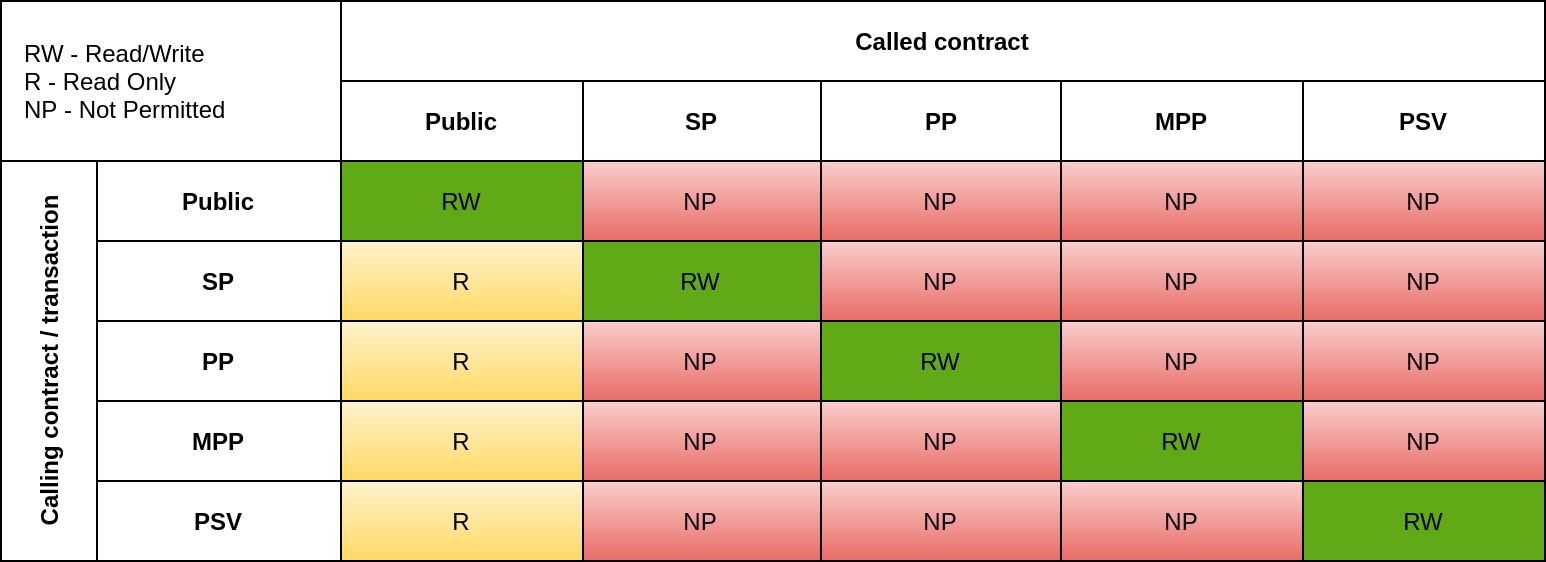 RW - Read/Write
R - Read Only
NP - Not Permitted
Called contract
Public SP PP MPP PSV
Calling contract / transaction
Public RW NP NP NP NP
SP R RW NP NP NP
PP R NP RW NP NP
MPP R NP NP RW NP
PSV R NP NP NP RW